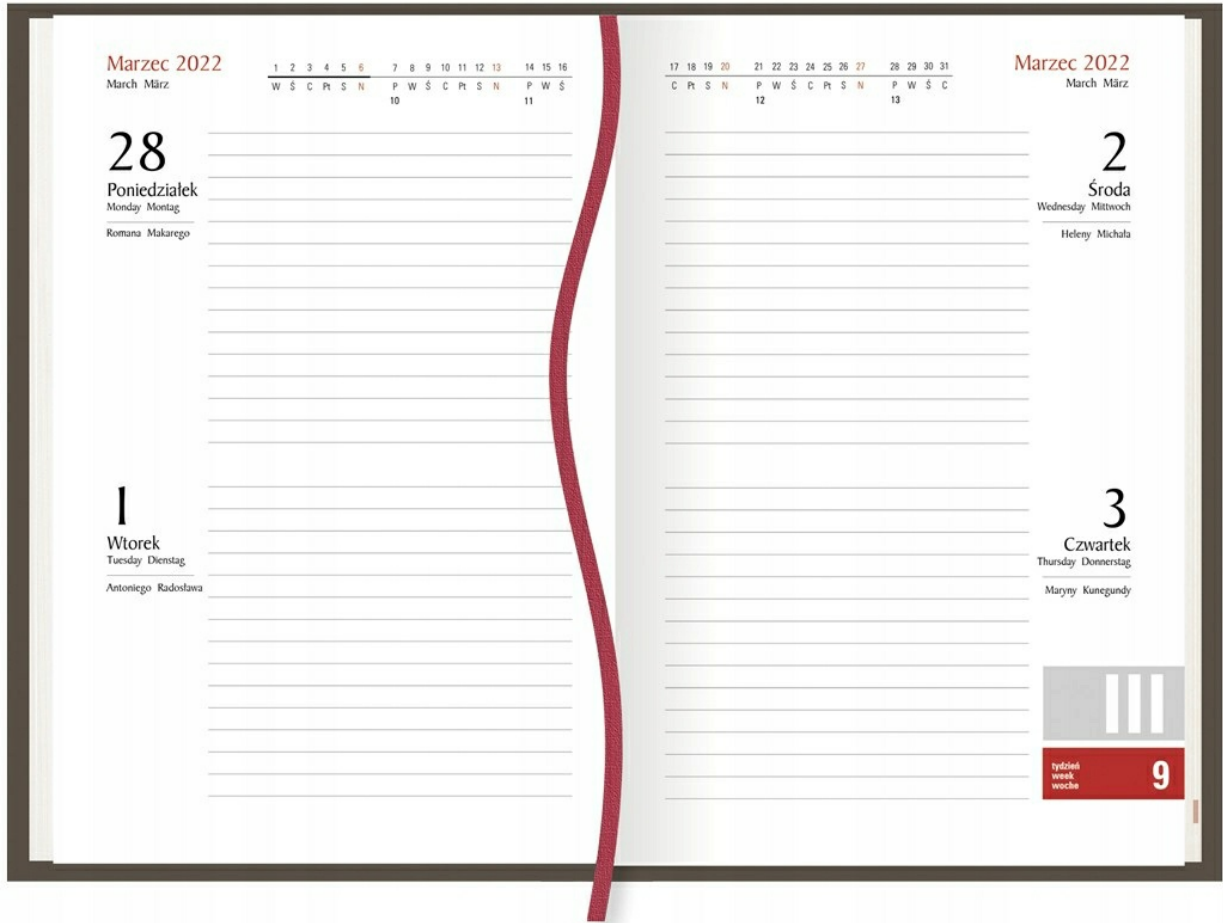 Marzec 2022
March März
1 2 3 4 5 6 7 8 9 10 11 12 13 14 15 16
W Ś C Pt S N P W Ś C Pt S N P W Ś
10 11
28
Poniedziałek
Monday Montag
Romana Makarego
1
Wtorek
Tuesday Dienstag
Antoniego Radosława
17 18 19 20 21 22 23 24 25 26 27 28 29 30 31
C Pt S N P W Ś C Pt S N P W Ś C
12 13
Marzec 2022
March März
2
Środa
Wednesday Mittwoch
Heleny Michała
3
Czwartek
Thursday Donnerstag
Maryny Kunegundy
III
tydzień
week
woche
9